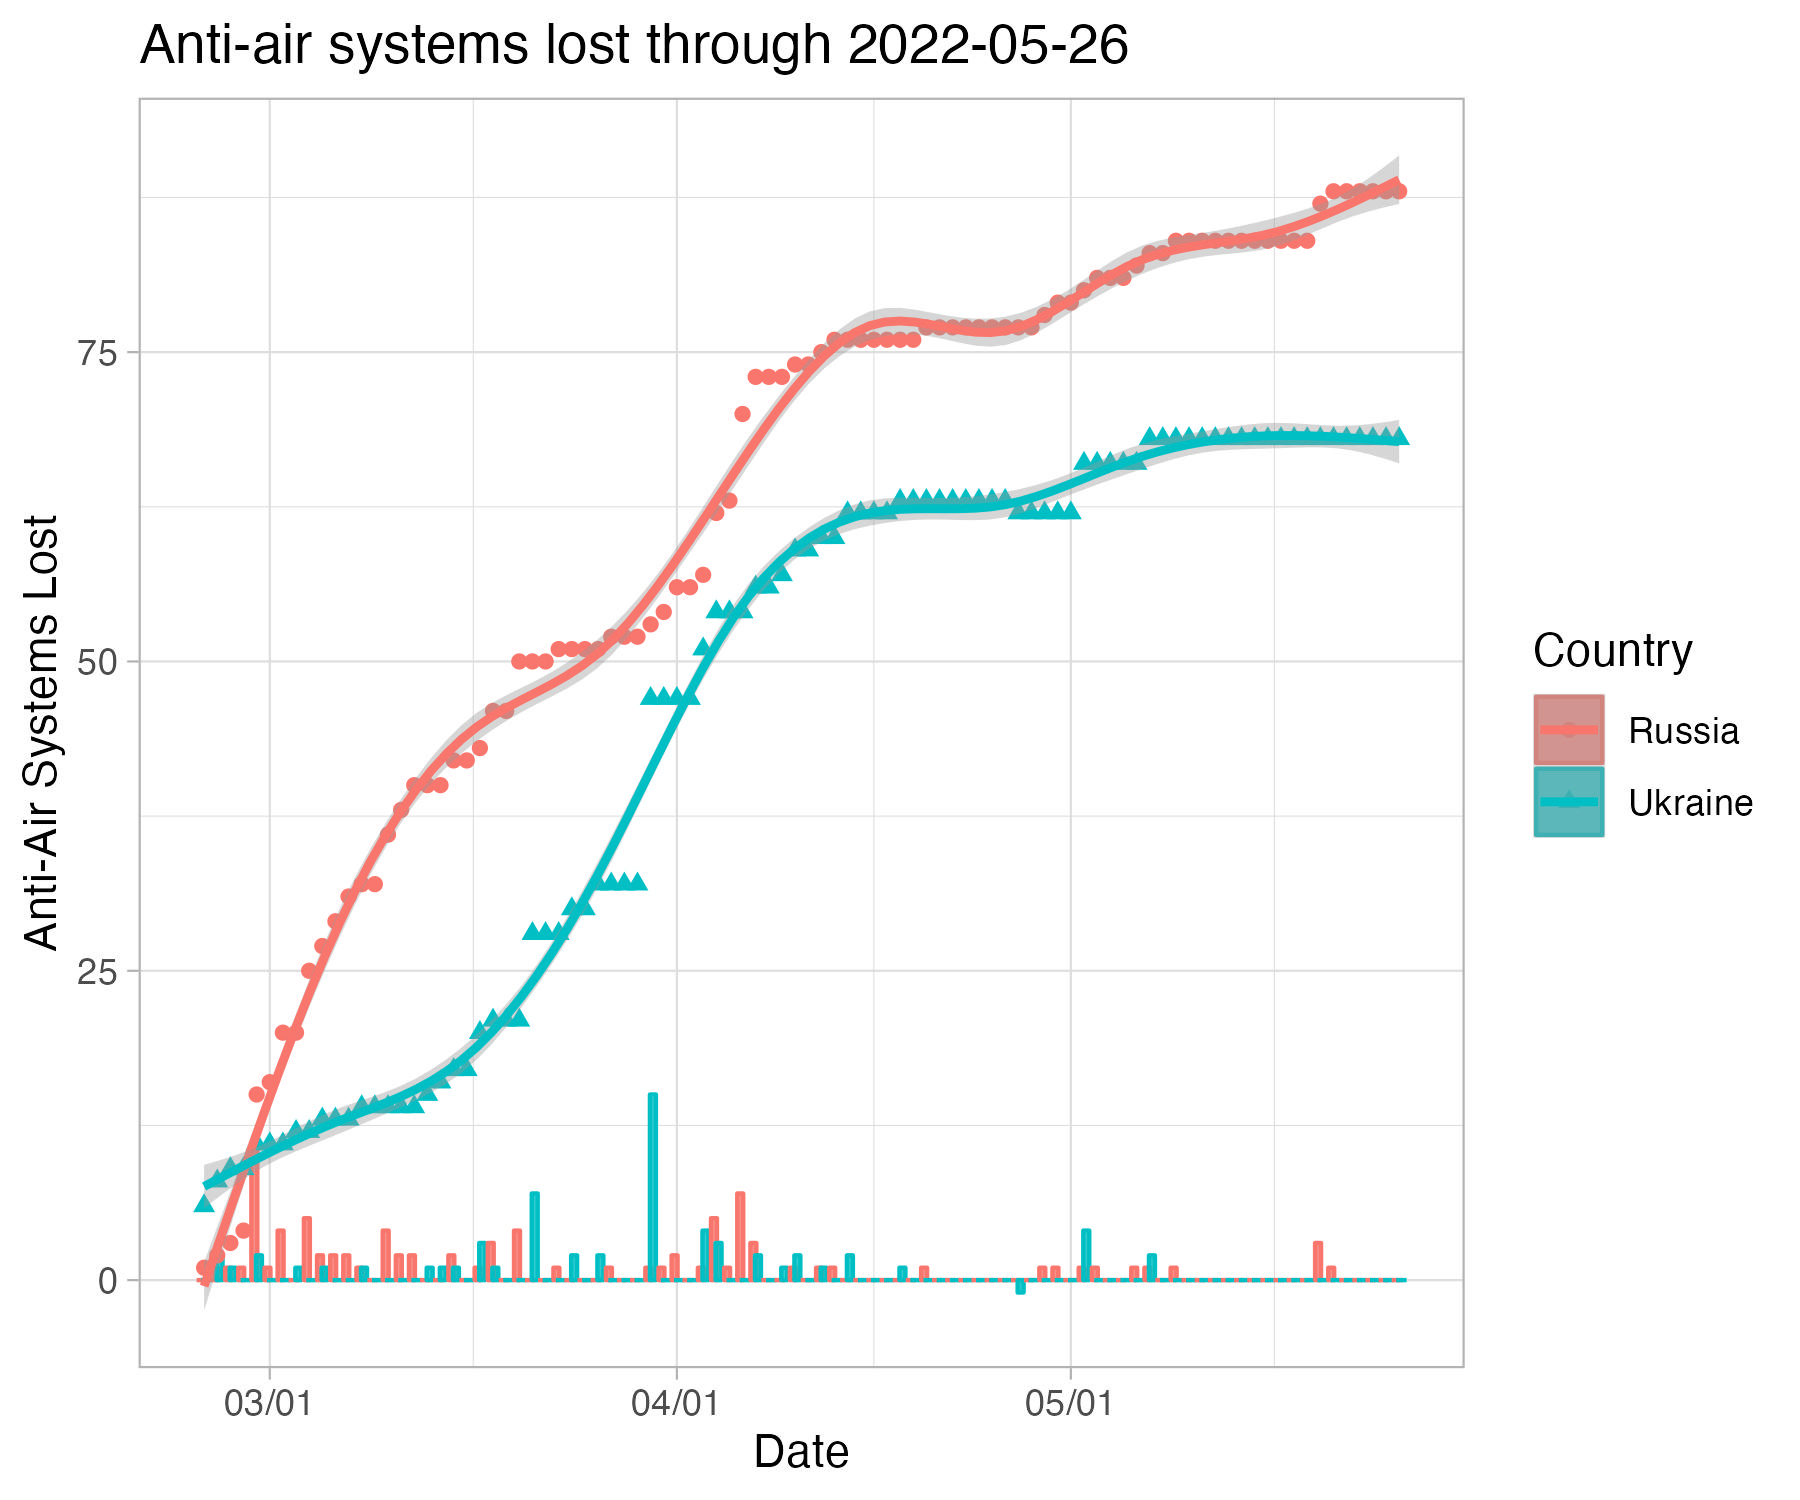 Anti-air systems lost through 2022-05-26
Anti-Air Systems Lost
75
50
25
0
03/01 04/01 05/01
Date
Country
Russia
Ukraine